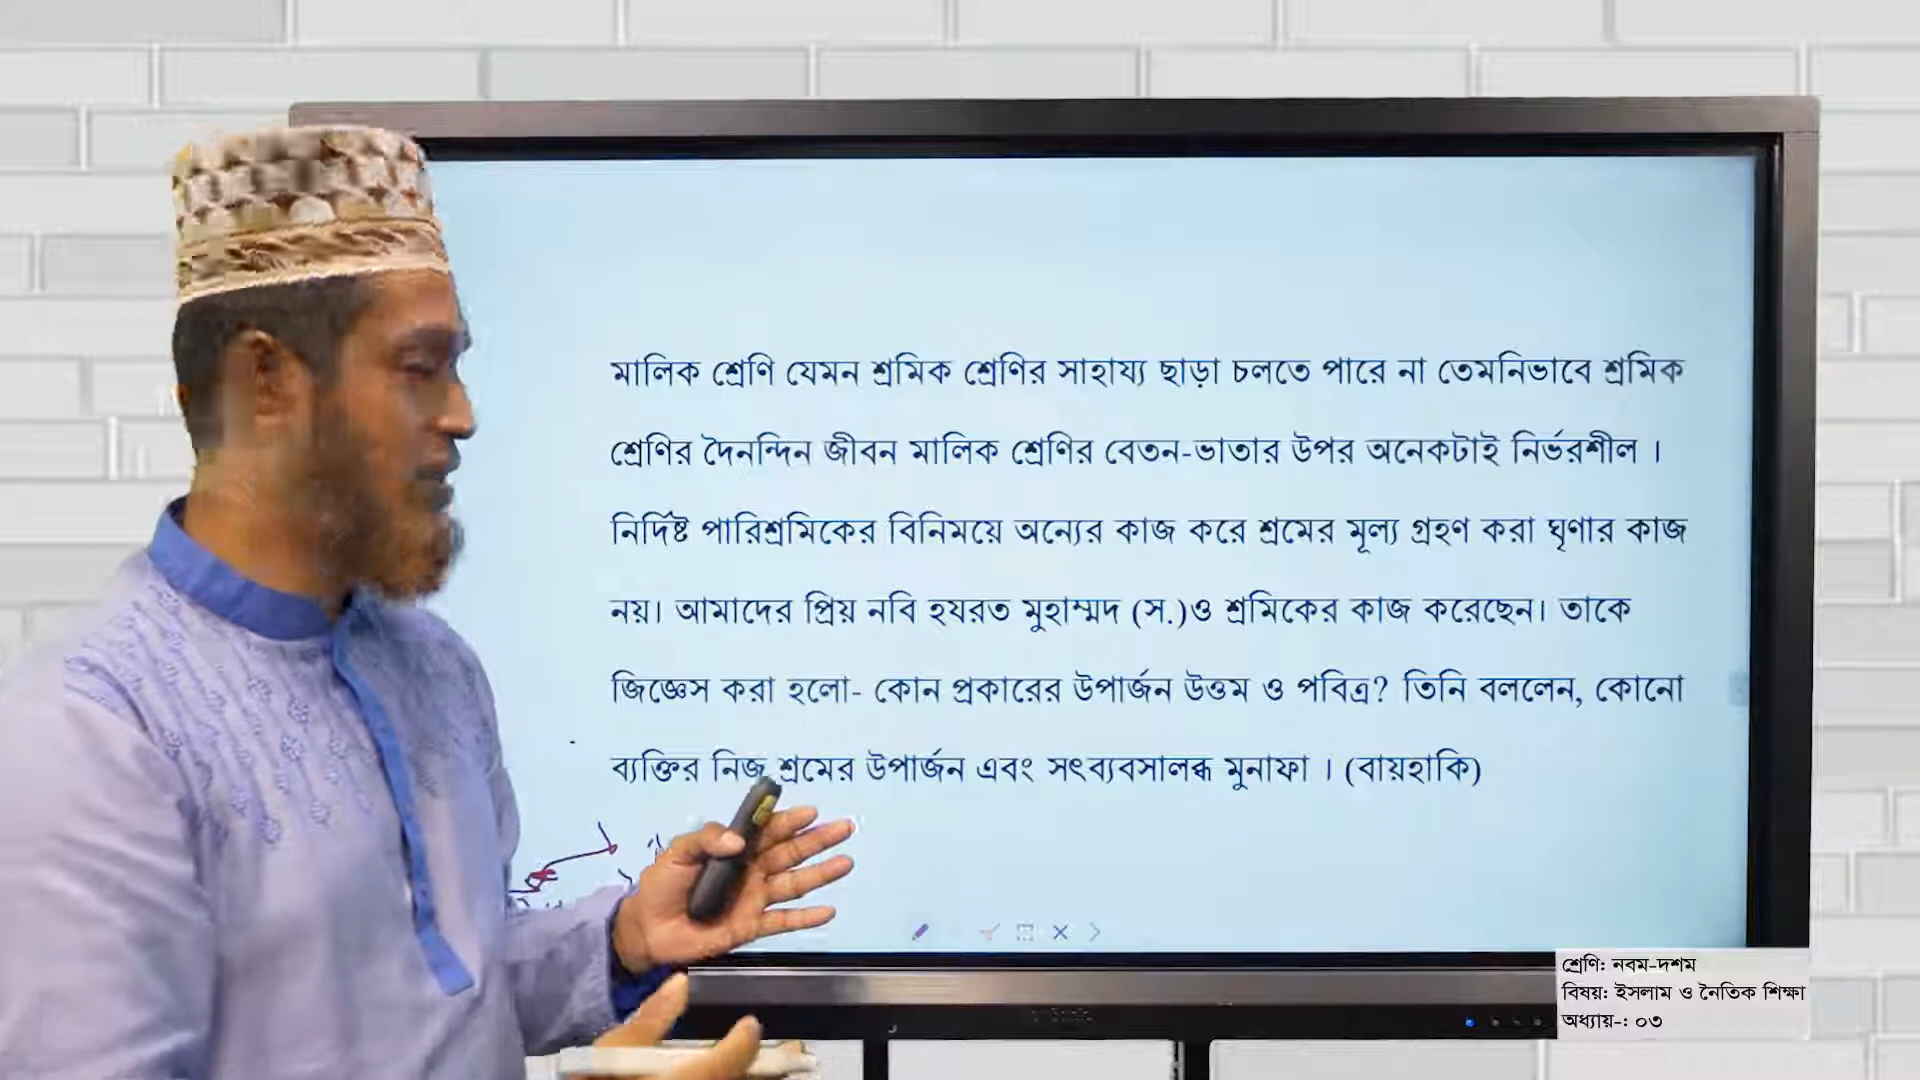 মালিক শ্রেণি যেমন শ্রমিক শ্রেণির সাহায্য ছাড়া চলতে পারে না তেমনিভাবে শ্রমিক
শ্রেণির দৈনন্দিন জীবন মালিক শ্রেণির বেতন-ভাতার উপর অনেকটাই নির্ভরশীল ।
নির্দিষ্ট পারিশ্রমিকের বিনিময়ে অন্যের কাজ করে শ্রমের মূল্য গ্রহণ করা ঘৃণার কাজ
নয়। আমাদের প্রিয় নবি হযরত মুহাম্মদ (স.)ও শ্রমিকের কাজ করেছেন। তাকে
জিজ্ঞেস করা হলো- কোন প্রকারের উপার্জন উত্তম ও পবিত্র? তিনি বললেন, কোনো
ব্যক্তির নিজ শ্রমের উপার্জন এবং সৎব্যবসালব্ধ মুনাফা । (বায়হাকি)
শ্রেণি: নবম-দশম
বিষয়: ইসলাম ও নৈতিক শিক্ষা
অধ্যায়-: ০৩